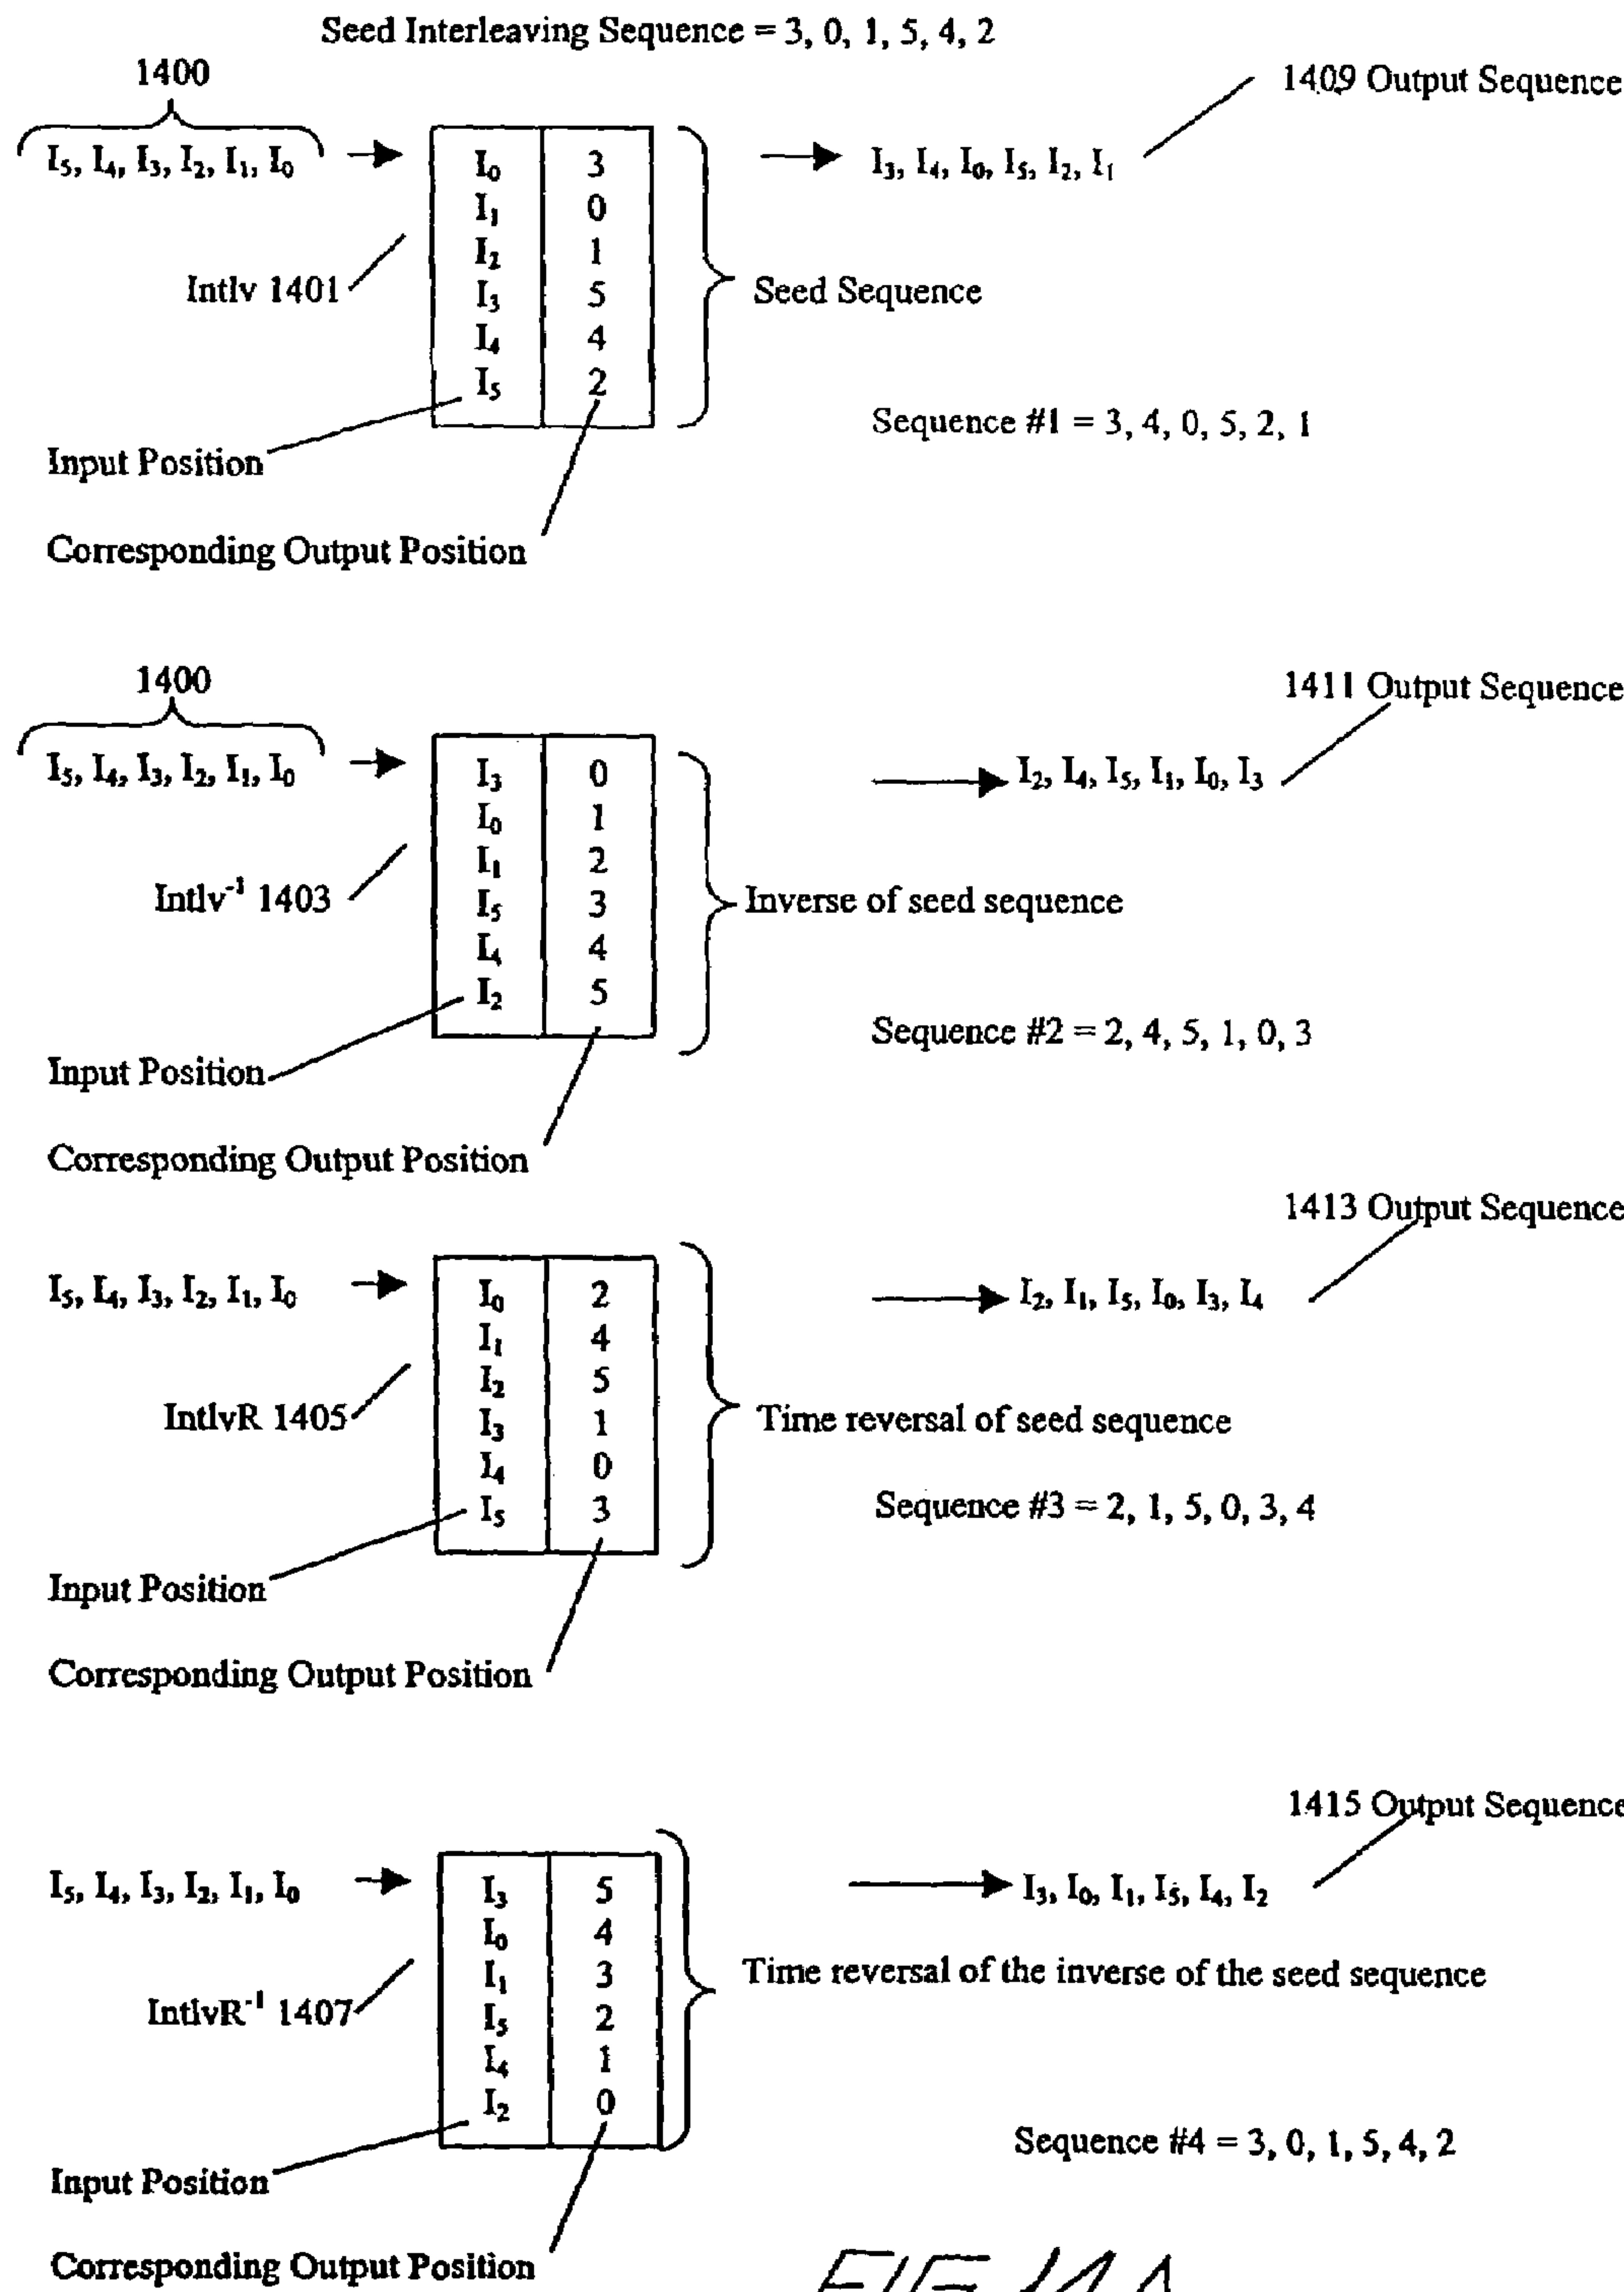 Seed Interleaving Sequence = 3, 0, 1, 5, 4, 2
1400
1409 Output Sequence
I₅, I₄, I₃, I₂, I₁, I₀
I₀ 3
I₁ 0
I₂ 1
I₃ 5
I₄ 4
I₅ 2
I₃, I₄, I₀, I₅, I₂, I₁
Intlv 1401
Seed Sequence
Sequence #1 = 3, 4, 0, 5, 2, 1
Input Position
Corresponding Output Position
1400
1411 Output Sequence
I₅, I₄, I₃, I₂, I₁, I₀
I₃ 0
I₀ 1
I₁ 2
I₅ 3
I₄ 4
I₂ 5
I₂, I₄, I₅, I₁, I₀, I₃
Intlv⁻¹ 1403
Inverse of seed sequence
Sequence #2 = 2, 4, 5, 1, 0, 3
Input Position
Corresponding Output Position
1413 Output Sequence
I₅, I₄, I₃, I₂, I₁, I₀
I₀ 2
I₁ 4
I₂ 5
I₃ 1
I₄ 0
I₅ 3
I₂, I₁, I₅, I₀, I₃, I₄
IntlvR 1405
Time reversal of seed sequence
Sequence #3 = 2, 1, 5, 0, 3, 4
Input Position
Corresponding Output Position
1415 Output Sequence
I₅, I₄, I₃, I₂, I₁, I₀
I₃ 5
I₀ 4
I₁ 3
I₅ 2
I₄ 1
I₂ 0
I₃, I₀, I₁, I₅, I₄, I₂
IntlvR⁻¹ 1407
Time reversal of the inverse of the seed sequence
Sequence #4 = 3, 0, 1, 5, 4, 2
Input Position
Corresponding Output Position
FIG 14A